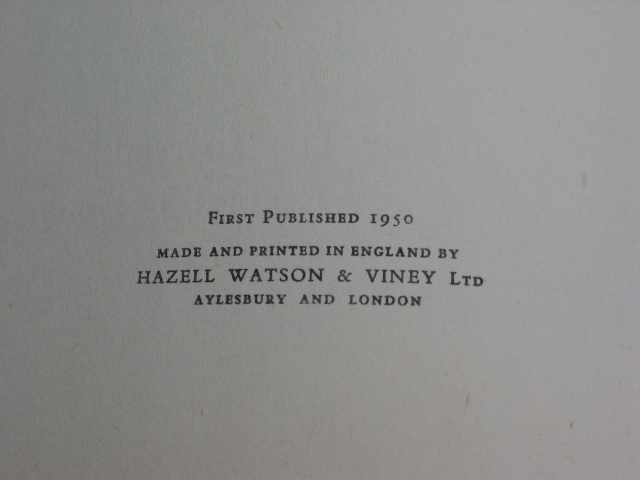 First Published 1950
MADE AND PRINTED IN ENGLAND BY
HAZELL WATSON & VINEY Ltd
AYLESBURY AND LONDON